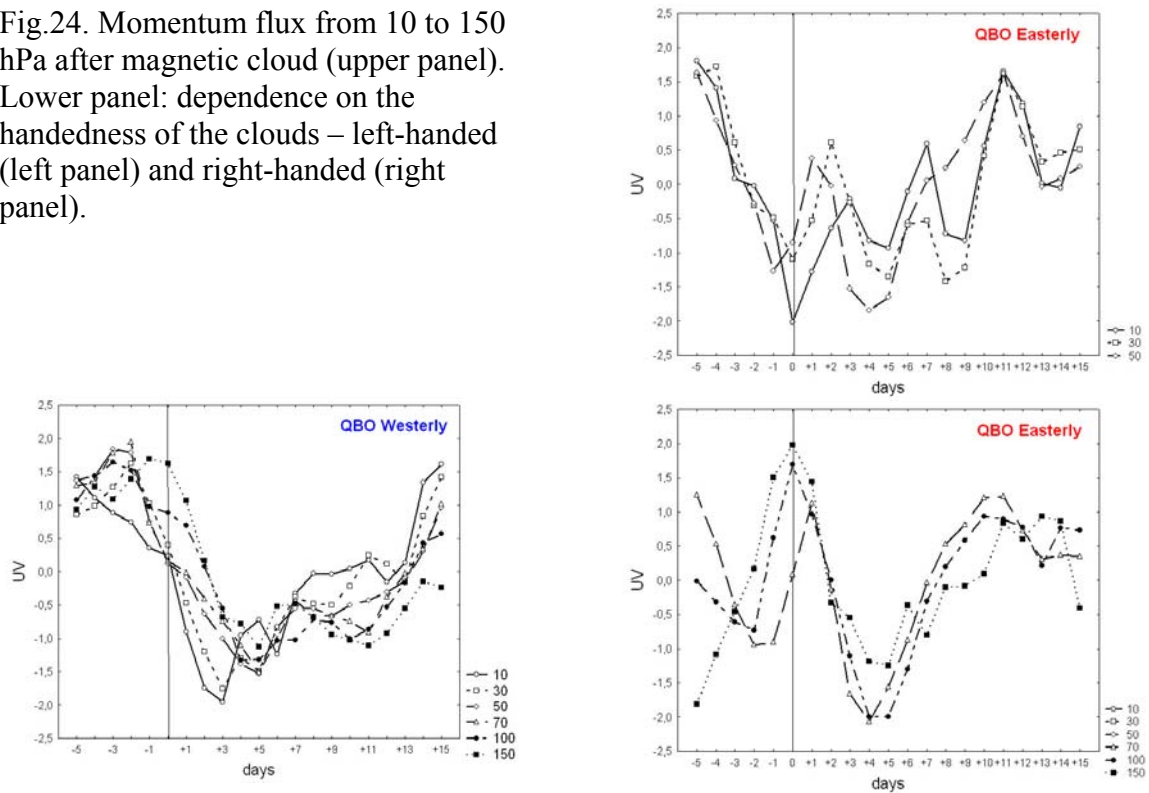 Fig.24. Momentum flux from 10 to 150
hPa after magnetic cloud (upper panel).
Lower panel: dependence on the
handedness of the clouds – left-handed
(left panel) and right-handed (right
panel).
QBO Easterly
2,5
2,0
1,5
1,0
0,5
0,0
-0,5
-1,0
-1,5
-2,0
-2,5
UV
-5 -4 -3 -2 -1 0 +1 +2 +3 +4 +5 +6 +7 +8 +9 +10 +11 +12 +13 +14 +15
days
10
30
50
QBO Westerly
2,5
2,0
1,5
1,0
0,5
0,0
-0,5
-1,0
-1,5
-2,0
-2,5
UV
-5 -3 -1 +1 +3 +5 +7 +9 +11 +13 +15
days
10
30
50
70
100
150
QBO Easterly
2,5
2,0
1,5
1,0
0,5
0,0
-0,5
-1,0
-1,5
-2,0
-2,5
UV
-5 -4 -3 -2 -1 0 +1 +2 +3 +4 +5 +6 +7 +8 +9 +10 +11 +12 +13 +14 +15
days
10
30
50
70
100
150